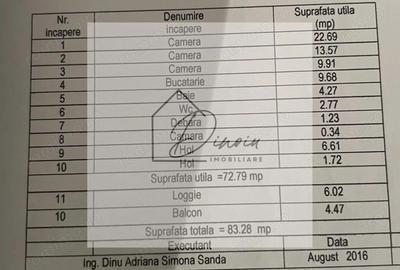 Nr. incapere Denumire incapere Suprafata utila (mp)
1 Camera 22.69
2 Camera 13.57
3 Camera 9.91
4 Bucatarie 9.68
5 Baie 4.27
6 Wc 2.77
7 Debara 1.23
8 Camara 0.34
9 Hol 6.61
10 Hol 1.72
Suprafata utila =72.79 mp
11 Loggie 6.02
10 Balcon 4.47
Suprafata totala = 83.28 mp
Executant Data
Ing. Dinu Adriana Simona Sanda August 2016
IMOBILIARE